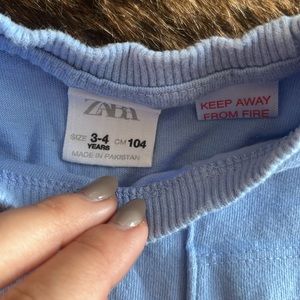 ZARA
SIZE 3-4 CM 104
YEARS
MADE IN PAKISTAN
KEEP AWAY
FROM FIRE